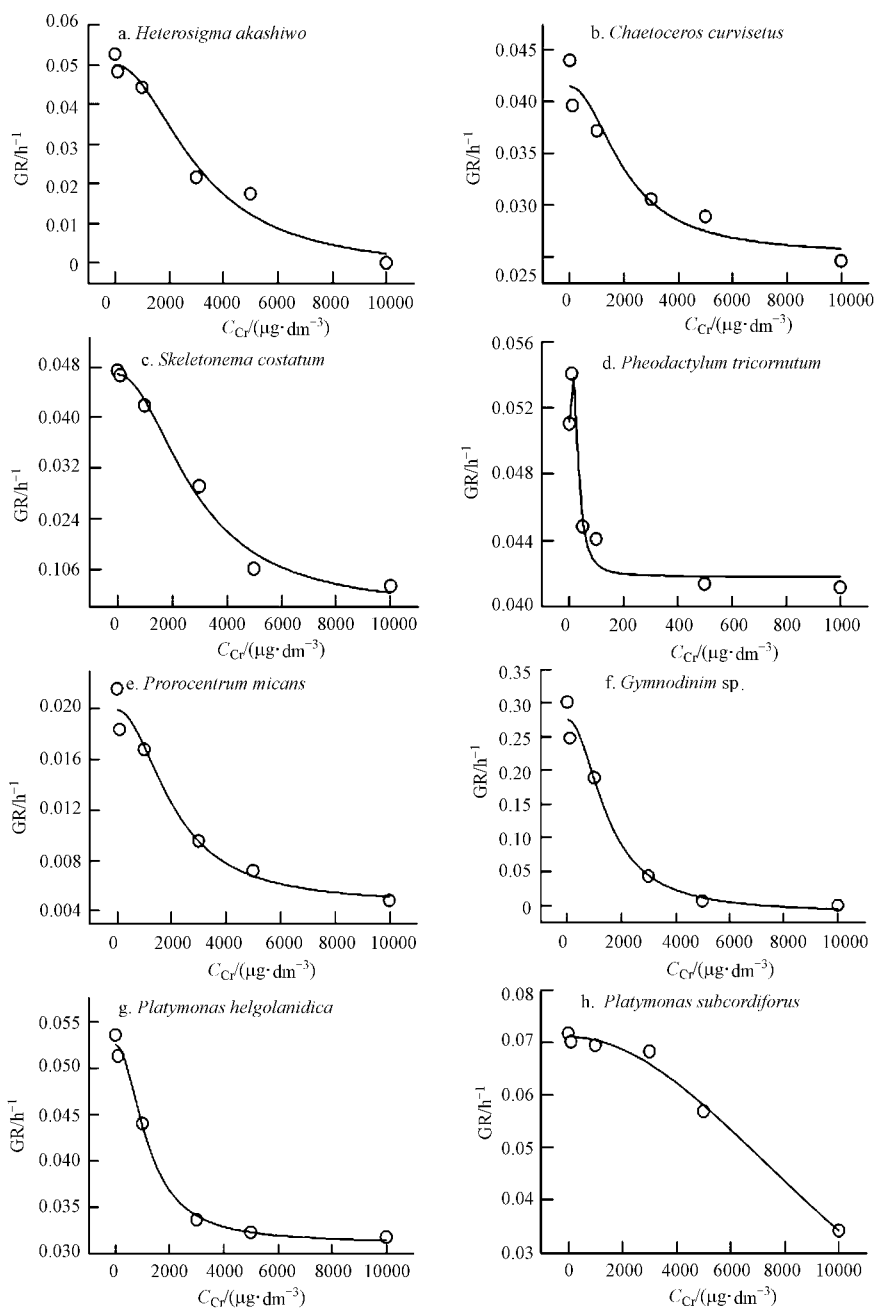 a. Heterosigma akashiwo
0.06
0.05
0.04
0.03
0.02
0.01
0
GR/h⁻¹
0 2000 4000 6000 8000 10000
C_Cr/(μg·dm⁻³)
b. Chaetoceros curvisetus
0.045
0.040
0.035
0.030
0.025
GR/h⁻¹
0 2000 4000 6000 8000 10000
C_Cr/(μg·dm⁻³)
c. Skeletonema costatum
0.048
0.040
0.032
0.024
0.106
GR/h⁻¹
0 2000 4000 6000 8000 10000
C_Cr/(μg·dm⁻³)
d. Pheodactylum tricornutum
0.056
0.052
0.048
0.044
0.040
GR/h⁻¹
0 200 400 600 800 1000
C_Cr/(μg·dm⁻³)
e. Prorocentrum micans
0.020
0.016
0.012
0.008
0.004
GR/h⁻¹
0 2000 4000 6000 8000 10000
C_Cr/(μg·dm⁻³)
f. Gymnodinim sp.
0.35
0.30
0.25
0.20
0.15
0.10
0.05
0
GR/h⁻¹
0 2000 4000 6000 8000 10000
C_Cr/(μg·dm⁻³)
g. Platymonas helgolanidica
0.055
0.050
0.045
0.040
0.035
0.030
GR/h⁻¹
0 2000 4000 6000 8000 10000
C_Cr/(μg·dm⁻³)
h. Platymonas subcordiforus
0.08
0.07
0.06
0.05
0.04
0.03
GR/h⁻¹
0 2000 4000 6000 8000 10000
C_Cr/(μg·dm⁻³)